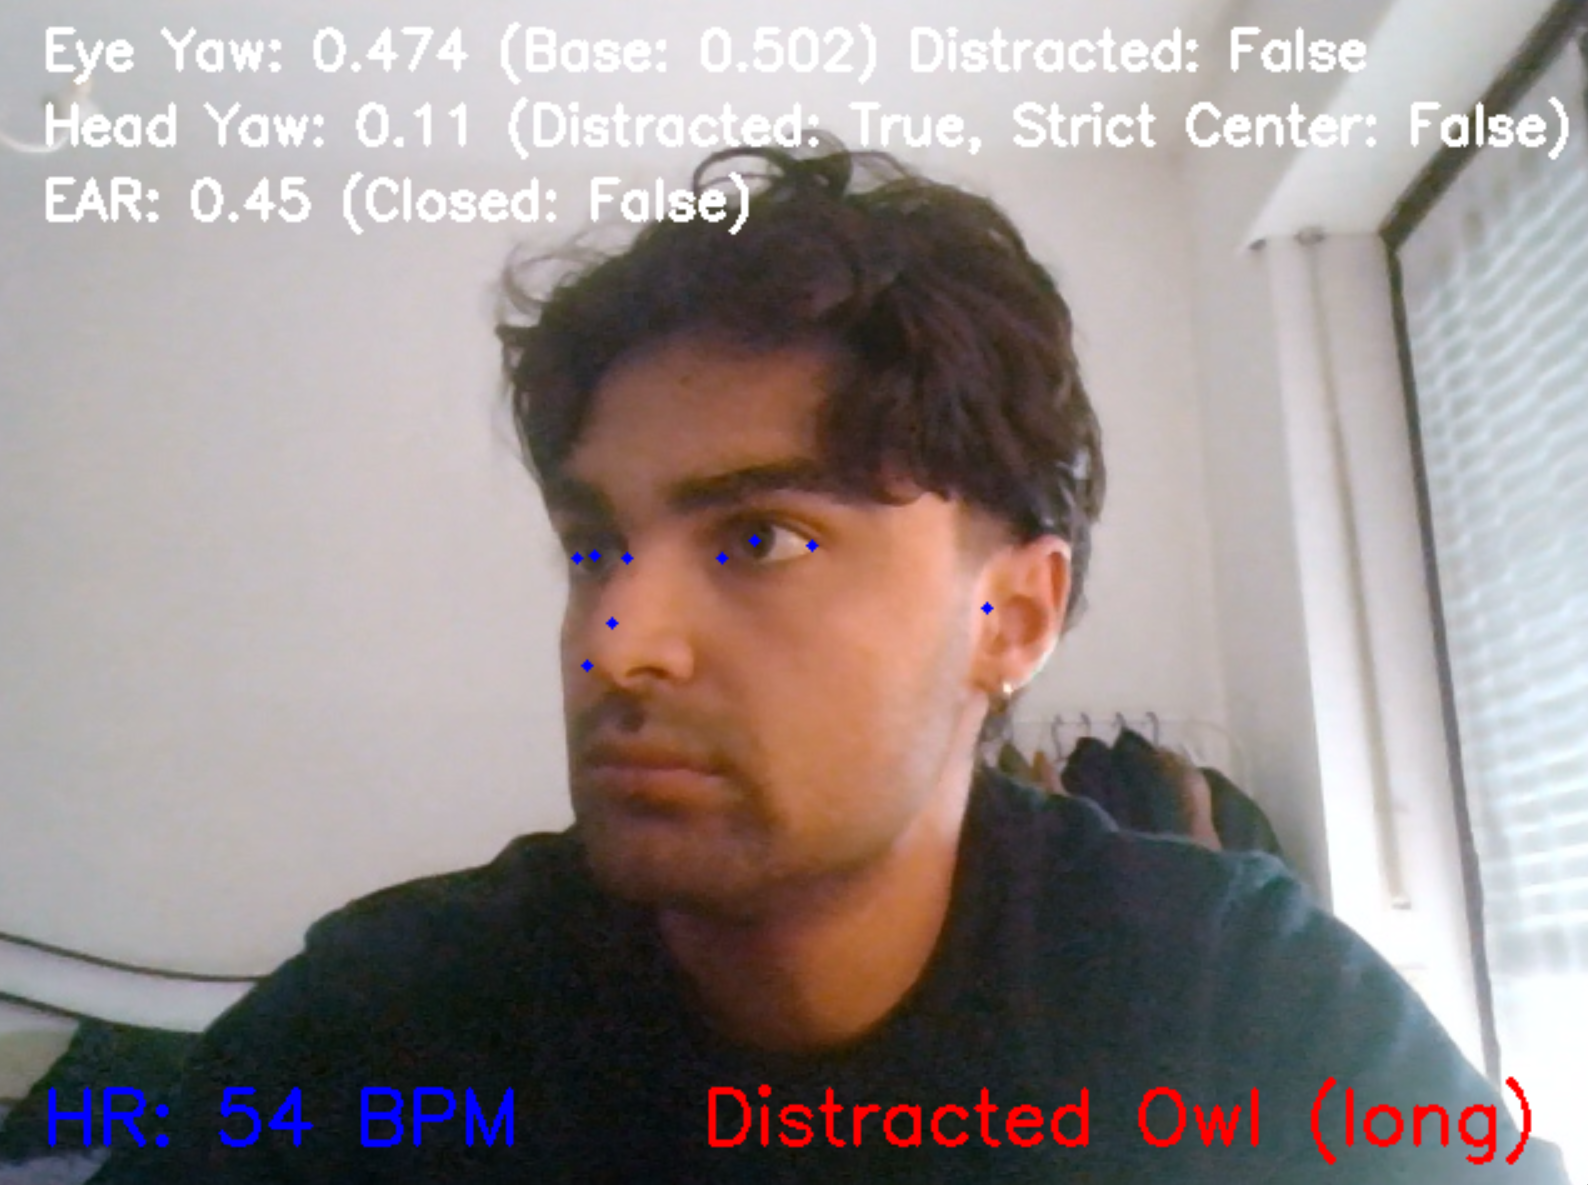 Eye Yaw: 0.474 (Base: 0.502) Distracted: False
Head Yaw: 0.11 (Distracted: True, Strict Center: False)
EAR: 0.45 (Closed: False)
HR: 54 BPM
Distracted Owl (long)